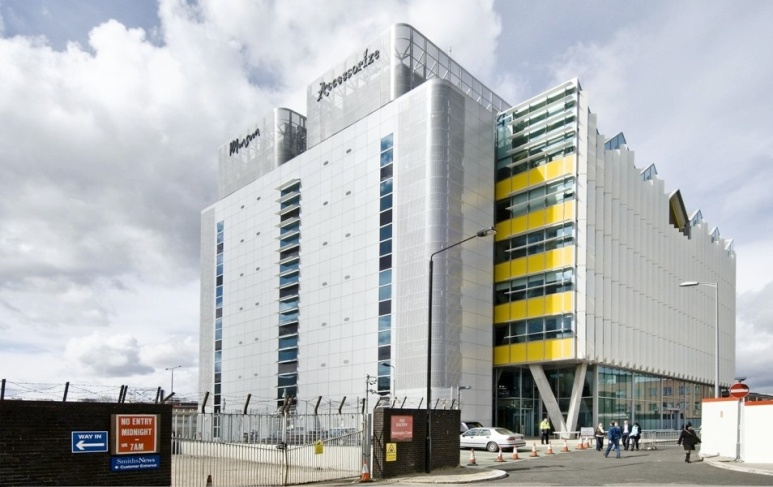 Monsoon
Accessorize
WAY IN
NO ENTRY
MIDNIGHT
7AM
SmithsNews
Customer Entrance